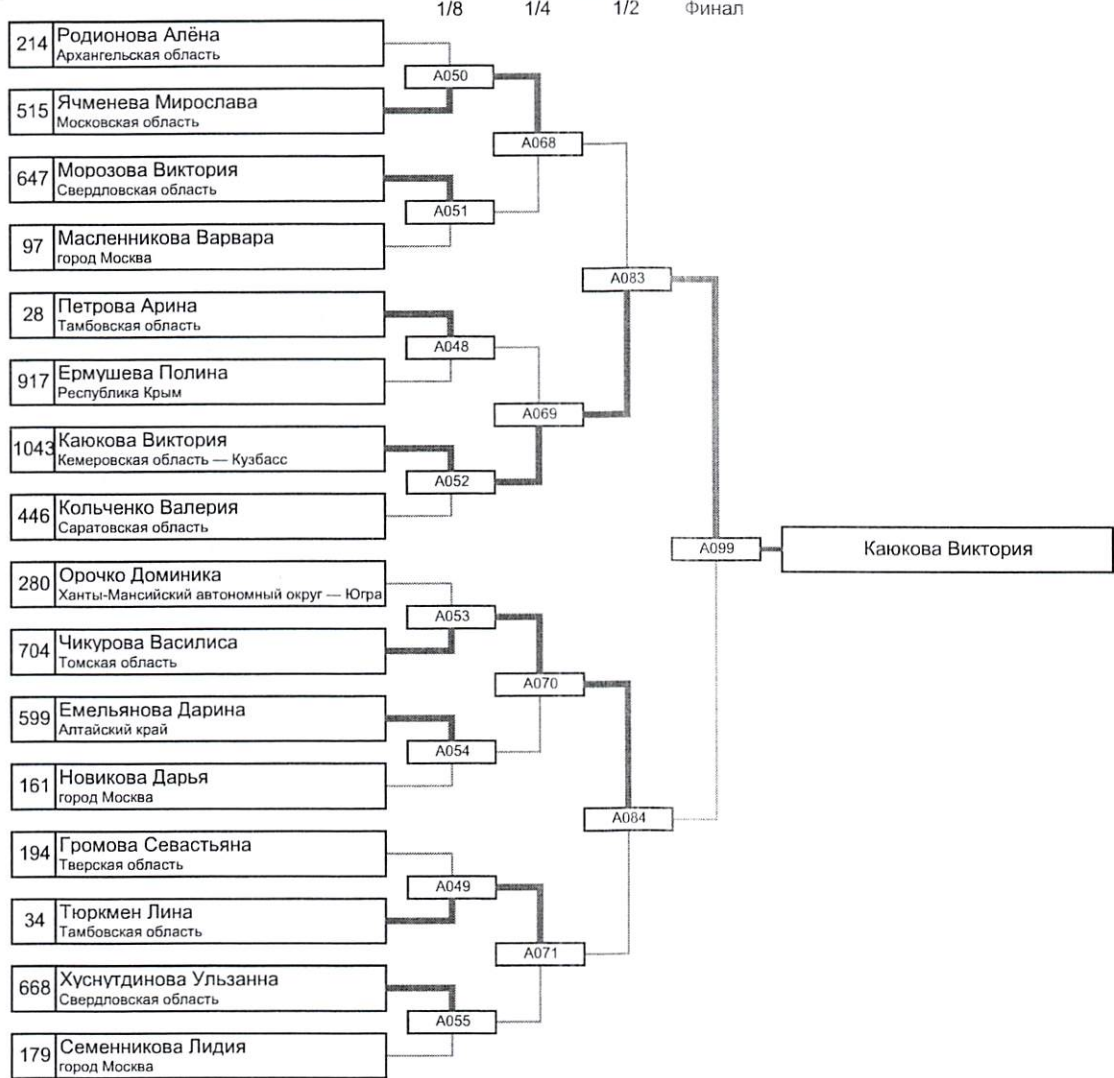 1/8 1/4 1/2 Финал
214 Родионова Алёна
Архангельская область
A050
515 Ячменева Мирослава
Московская область
A068
647 Морозова Виктория
Свердловская область
A051
97 Масленникова Варвара
город Москва
A083
28 Петрова Арина
Тамбовская область
A048
917 Ермушева Полина
Республика Крым
A069
1043 Каюкова Виктория
Кемеровская область — Кузбасс
A052
446 Кольченко Валерия
Саратовская область
A099 Каюкова Виктория
280 Орочко Доминика
Ханты-Мансийский автономный округ — Югра
A053
704 Чикурова Василиса
Томская область
A070
599 Емельянова Дарина
Алтайский край
A054
161 Новикова Дарья
город Москва
A084
194 Громова Севастьяна
Тверская область
A049
34 Тюркмен Лина
Тамбовская область
A071
668 Хуснутдинова Ульзанна
Свердловская область
A055
179 Семенникова Лидия
город Москва